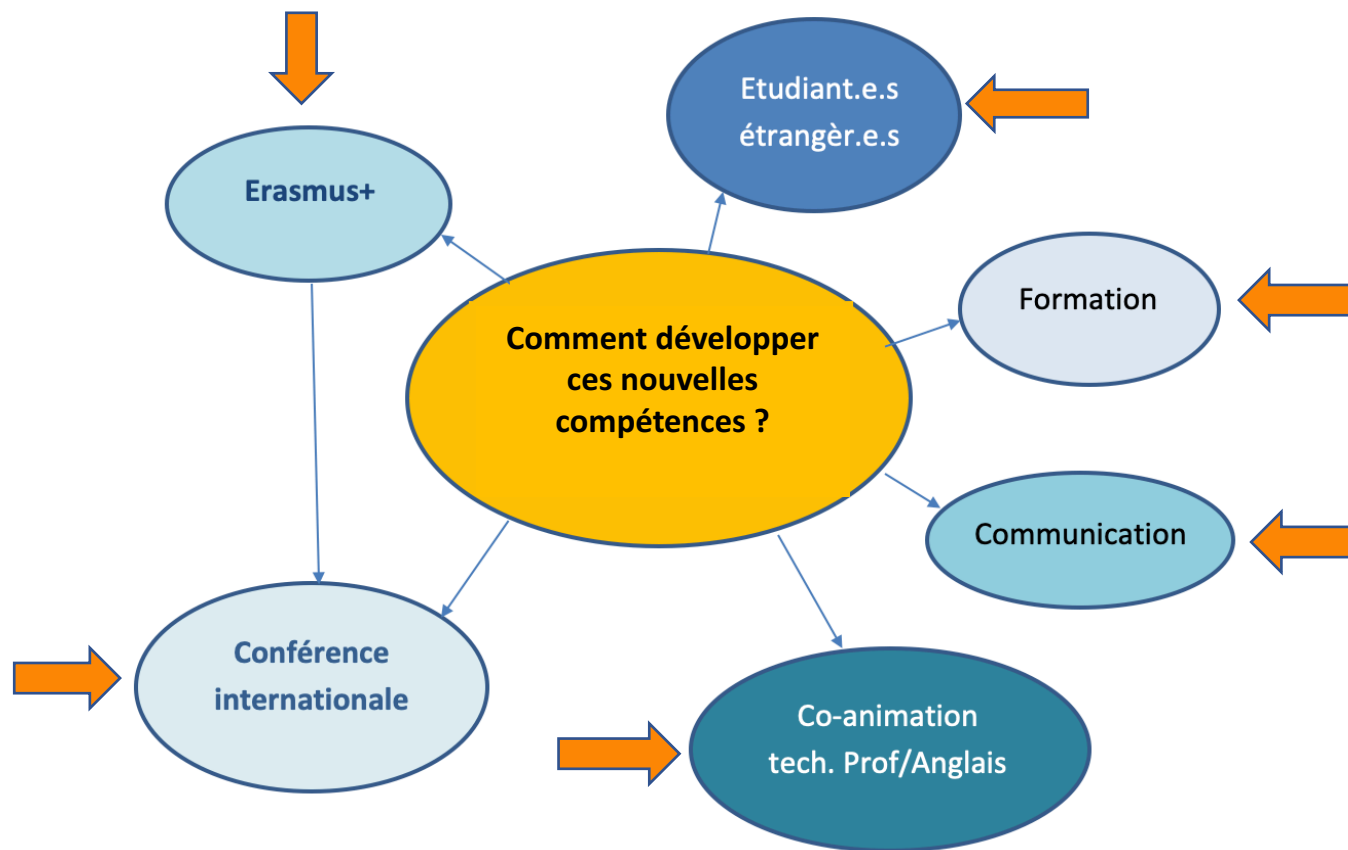 Etudiant.e.s
étrangèr.e.s
Erasmus+
Formation
Comment développer
ces nouvelles
compétences ?
Communication
Conférence
internationale
Co-animation
tech. Prof/Anglais